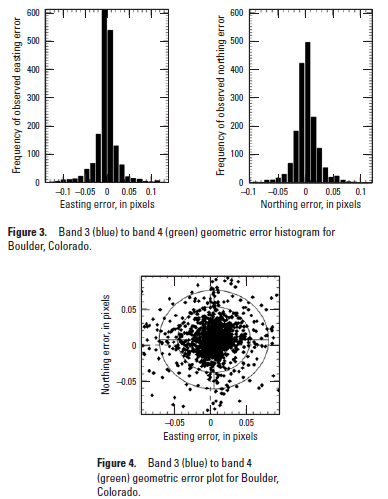 Frequency of observed easting error
600
500
400
300
200
100
0
–0.1 –0.05 0 0.05 0.1
Easting error, in pixels
Frequency of observed northing error
600
500
400
300
200
100
0
–0.1 –0.05 0 0.05 0.1
Northing error, in pixels
Figure 3. Band 3 (blue) to band 4 (green) geometric error histogram for
Boulder, Colorado.
Northing error, in pixels
0.05
0
–0.05
–0.05 0 0.05
Easting error, in pixels
Figure 4. Band 3 (blue) to band 4
(green) geometric error plot for Boulder,
Colorado.